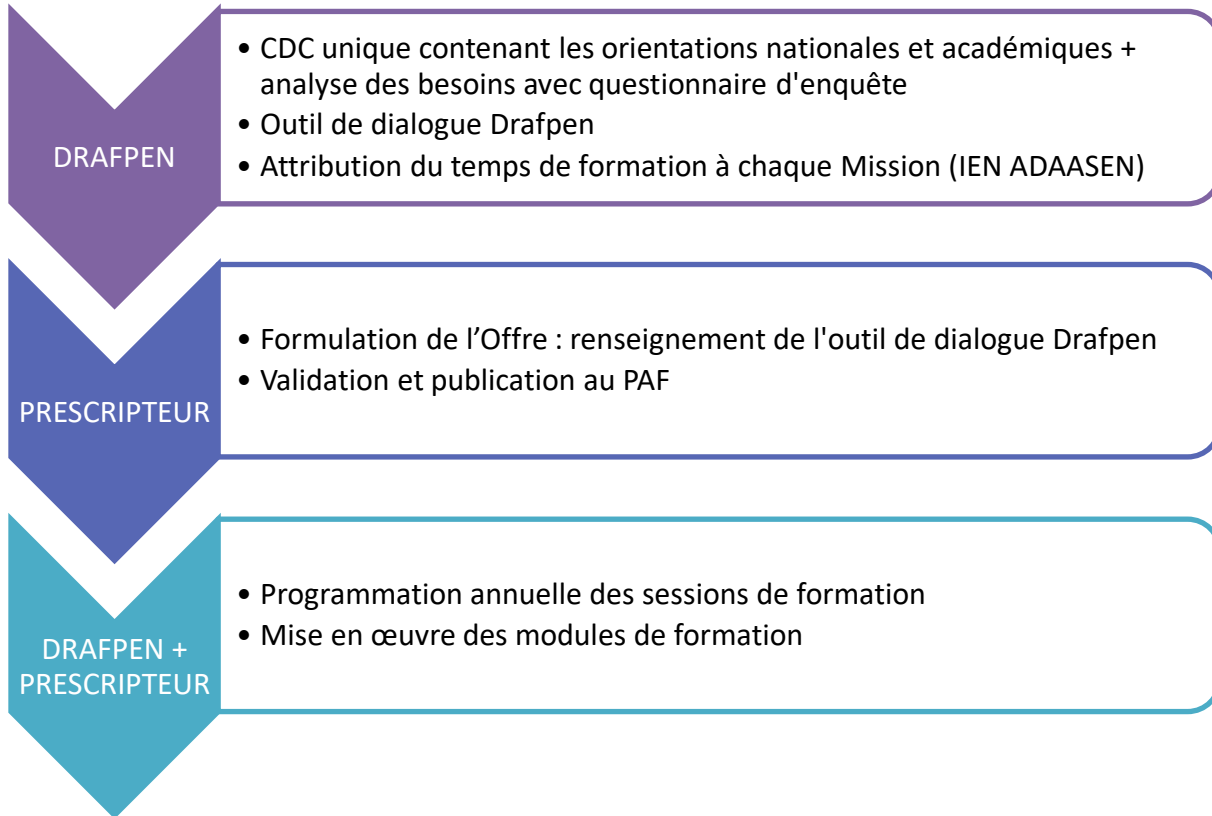 DRAFPEN
• CDC unique contenant les orientations nationales et académiques +
analyse des besoins avec questionnaire d'enquête
• Outil de dialogue Drafpen
• Attribution du temps de formation à chaque Mission (IEN ADAASEN)
PRESCRIPTEUR
• Formulation de l’Offre : renseignement de l'outil de dialogue Drafpen
• Validation et publication au PAF
DRAFPEN +
PRESCRIPTEUR
• Programmation annuelle des sessions de formation
• Mise en œuvre des modules de formation